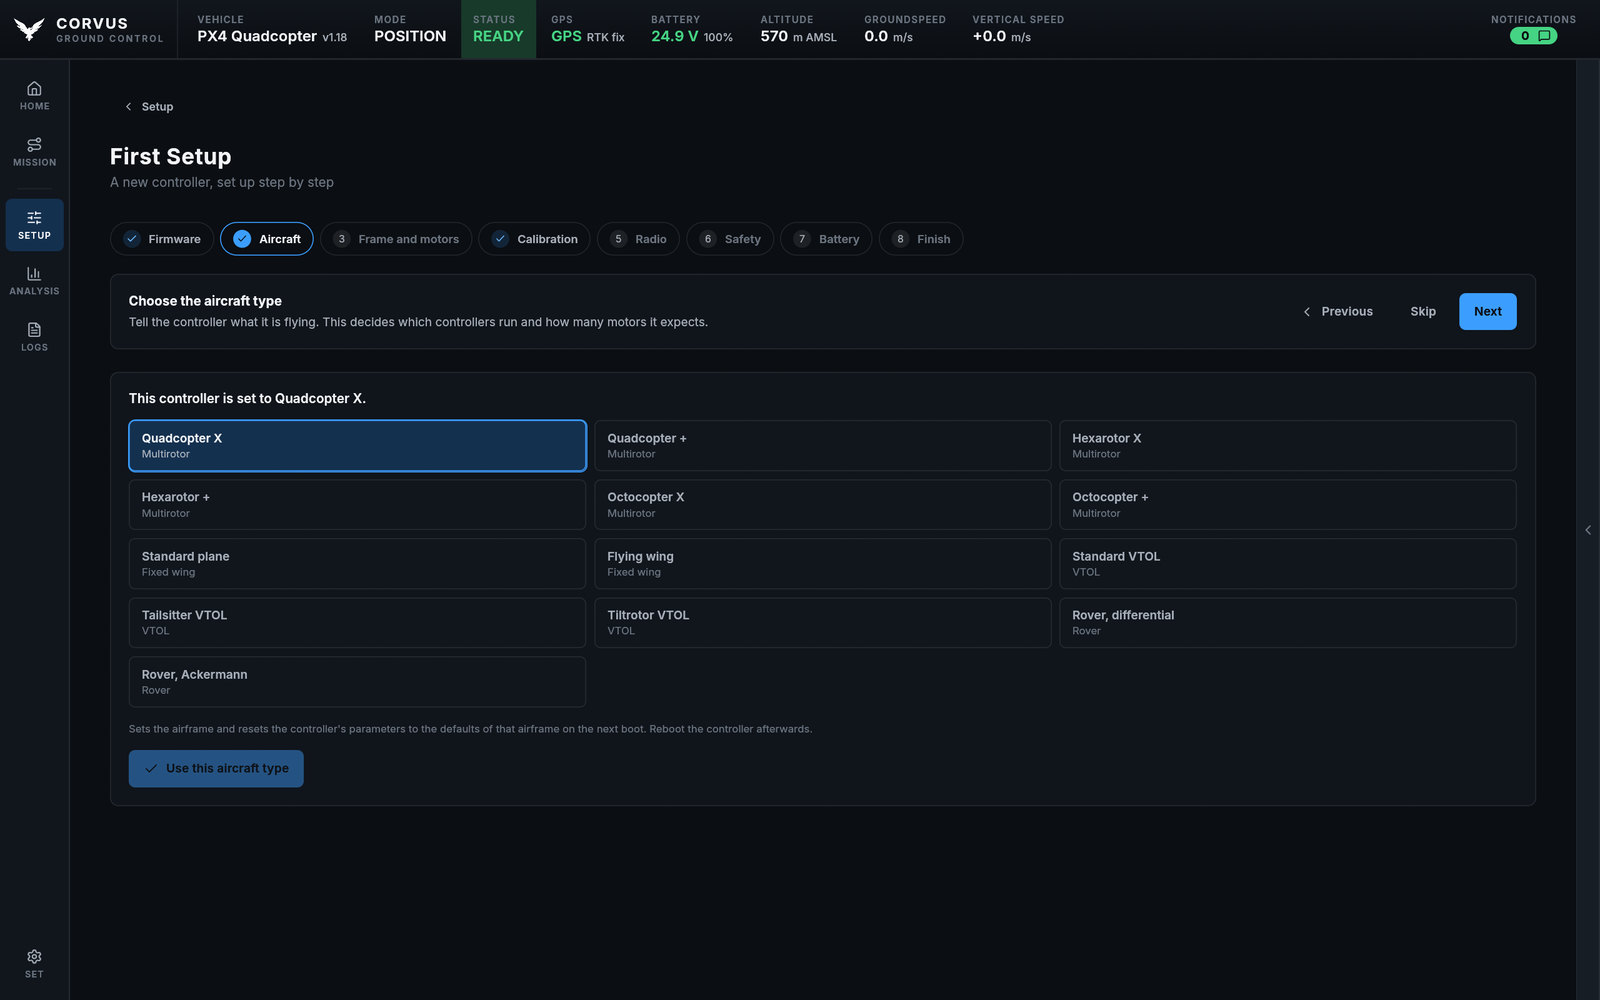 CORVUS
GROUND CONTROL
VEHICLE
PX4 Quadcopter v1.18
MODE
POSITION
STATUS
READY
GPS
GPS RTK fix
BATTERY
24.9 V 100%
ALTITUDE
570 m AMSL
GROUNDSPEED
0.0 m/s
VERTICAL SPEED
+0.0 m/s
NOTIFICATIONS
0
HOME
MISSION
SETUP
ANALYSIS
LOGS
SET
Setup
First Setup
A new controller, set up step by step
Firmware
Aircraft
3 Frame and motors
Calibration
5 Radio
6 Safety
7 Battery
8 Finish
Choose the aircraft type
Tell the controller what it is flying. This decides which controllers run and how many motors it expects.
Previous
Skip
Next
This controller is set to Quadcopter X.
Quadcopter X
Multirotor
Quadcopter +
Multirotor
Hexarotor X
Multirotor
Hexarotor +
Multirotor
Octocopter X
Multirotor
Octocopter +
Multirotor
Standard plane
Fixed wing
Flying wing
Fixed wing
Standard VTOL
VTOL
Tailsitter VTOL
VTOL
Tiltrotor VTOL
VTOL
Rover, differential
Rover
Rover, Ackermann
Rover
Sets the airframe and resets the controller's parameters to the defaults of that airframe on the next boot. Reboot the controller afterwards.
Use this aircraft type